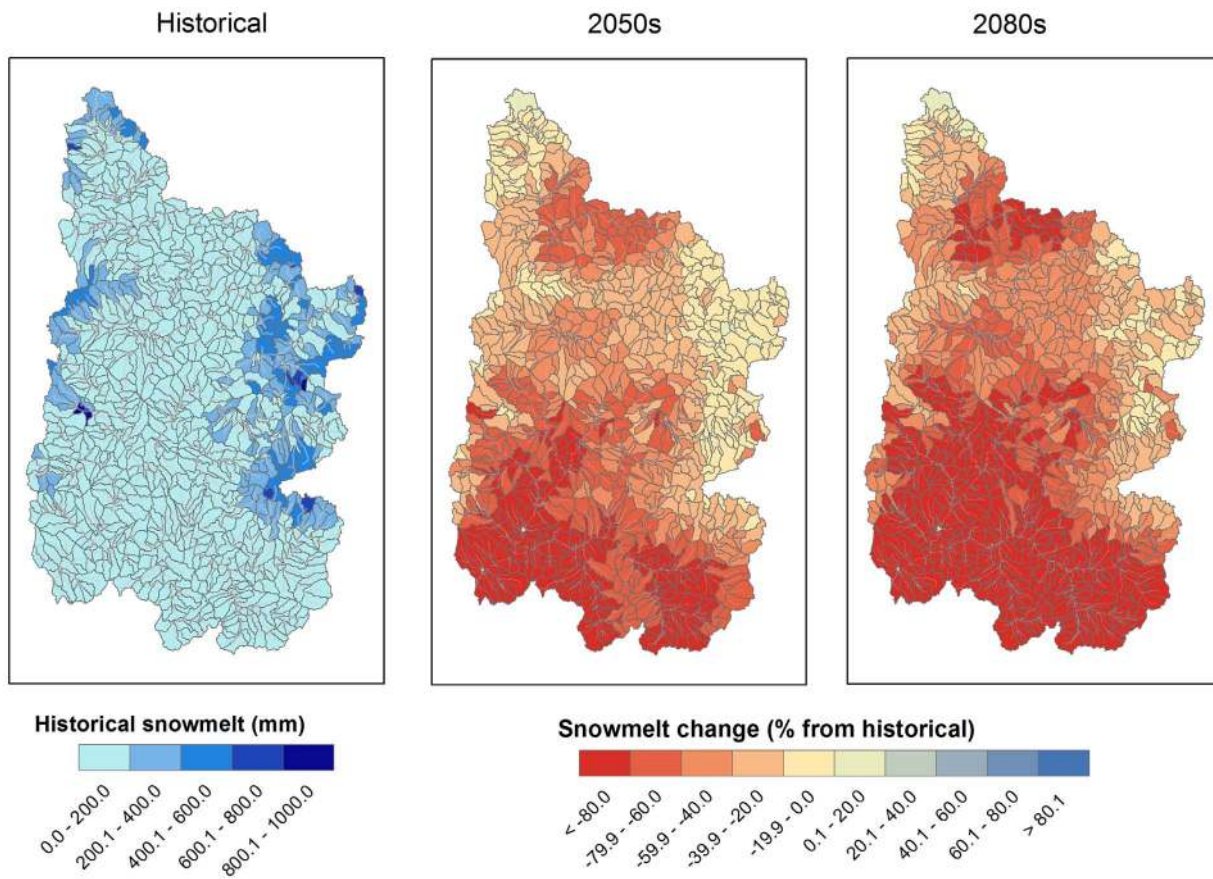 Historical
2050s
2080s
Historical snowmelt (mm)
0.0 - 200.0
200.1 - 400.0
400.1 - 600.0
600.1 - 800.0
800.1 - 1000.0
Snowmelt change (% from historical)
< -80.0
-79.9 - -60.0
-59.9 - -40.0
-39.9 - -20.0
-19.9 - 0.0
0.1 - 20.0
20.1 - 40.0
40.1 - 60.0
60.1 - 80.0
> 80.1